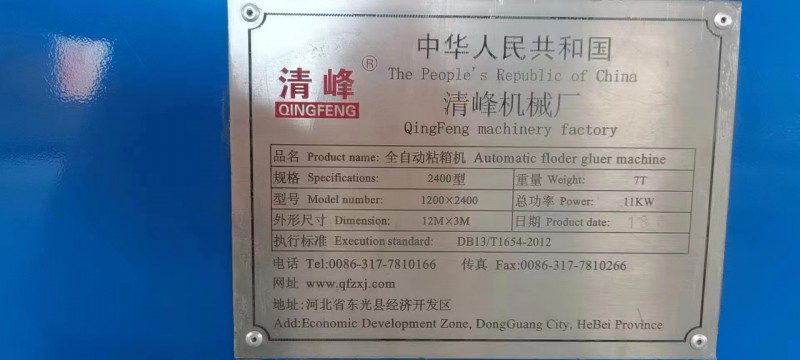 中华人民共和国
The People's Republic of China
清峰®
QINGFENG
清峰机械厂
QingFeng machinery factory
品名 Product name: 全自动粘箱机 Automatic floder gluer machine
规格 Specifications: 2400型 重量 Weight: 7T
型号 Model number: 1200×2400 总功率 Power: 11KW
外形尺寸 Dimension: 12M×3M 日期 Product date:
执行标准 Execution standard: DB13/T1654-2012
电话 Tel:0086-317-7810166 传真 Fax:0086-317-7810266
网址 www.qfzxj.com
地址:河北省东光县经济开发区
Add:Economic Development Zone, DongGuang City, HeBei Province